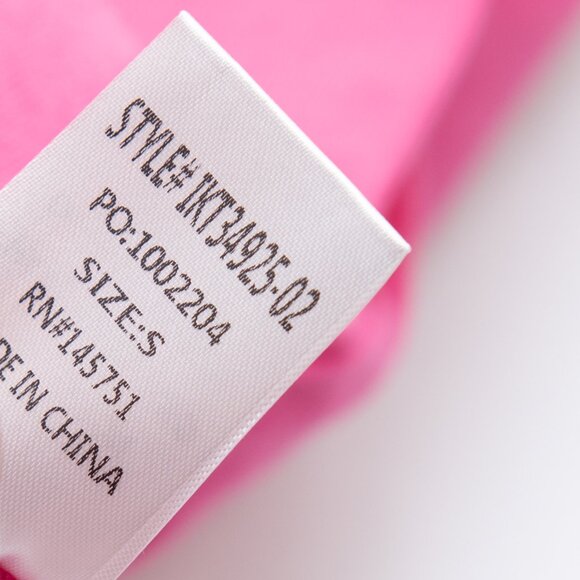 STYLE# IKT34925-02
PO:1002204
SIZE:S
RN#145751
DE IN CHINA